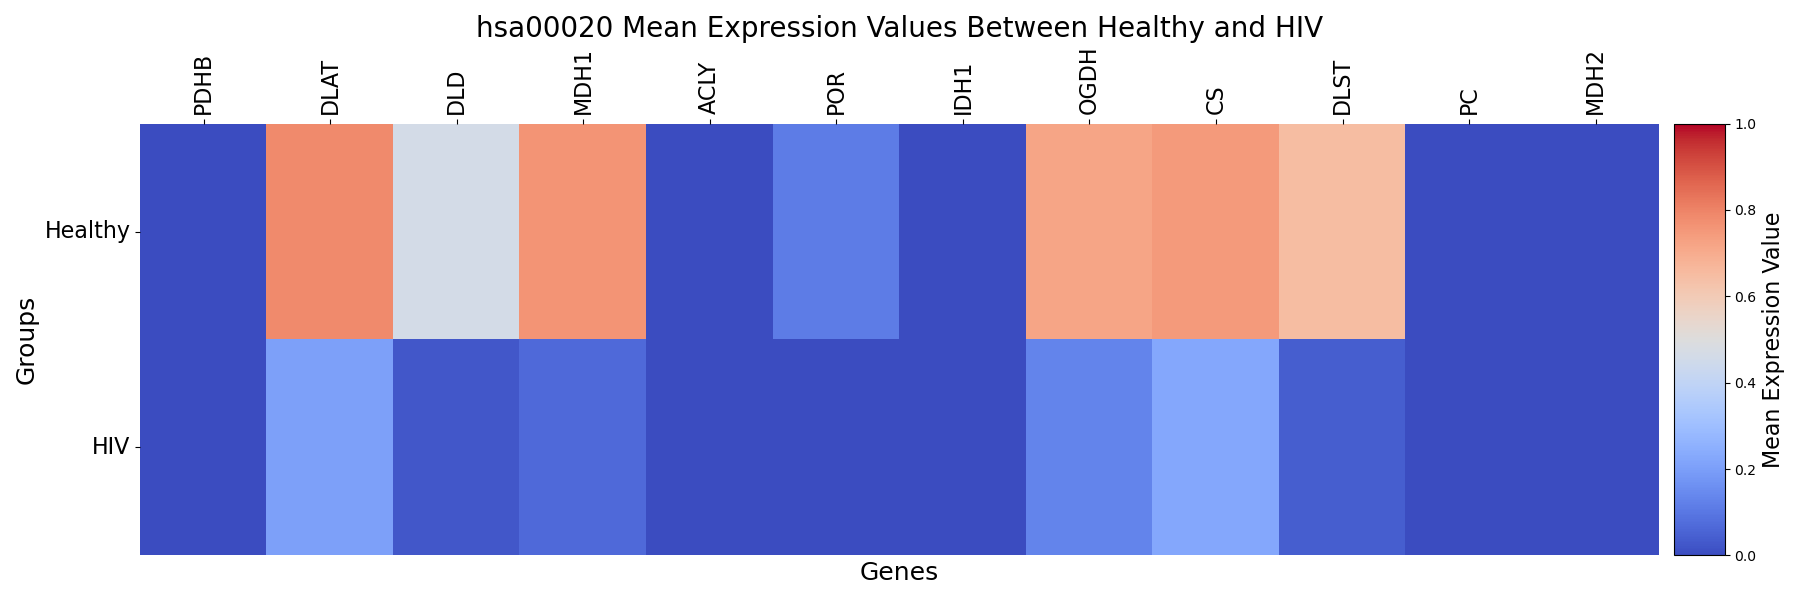 hsa00020 Mean Expression Values Between Healthy and HIV
PDHB
DLAT
DLD
MDH1
ACLY
POR
IDH1
OGDH
CS
DLST
PC
MDH2
Groups
Healthy
HIV
Genes
1.0
0.8
0.6
0.4
0.2
0.0
Mean Expression Value